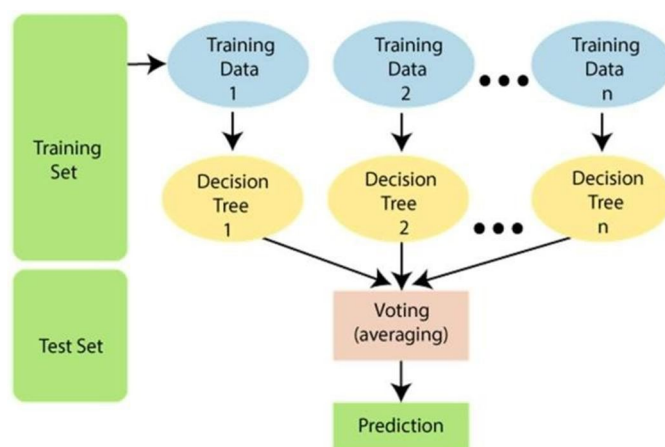 Training
Set
Test Set
Training
Data
1
Training
Data
2
Training
Data
n
Decision
Tree
1
Decision
Tree
2
Decision
Tree
n
Voting
(averaging)
Prediction